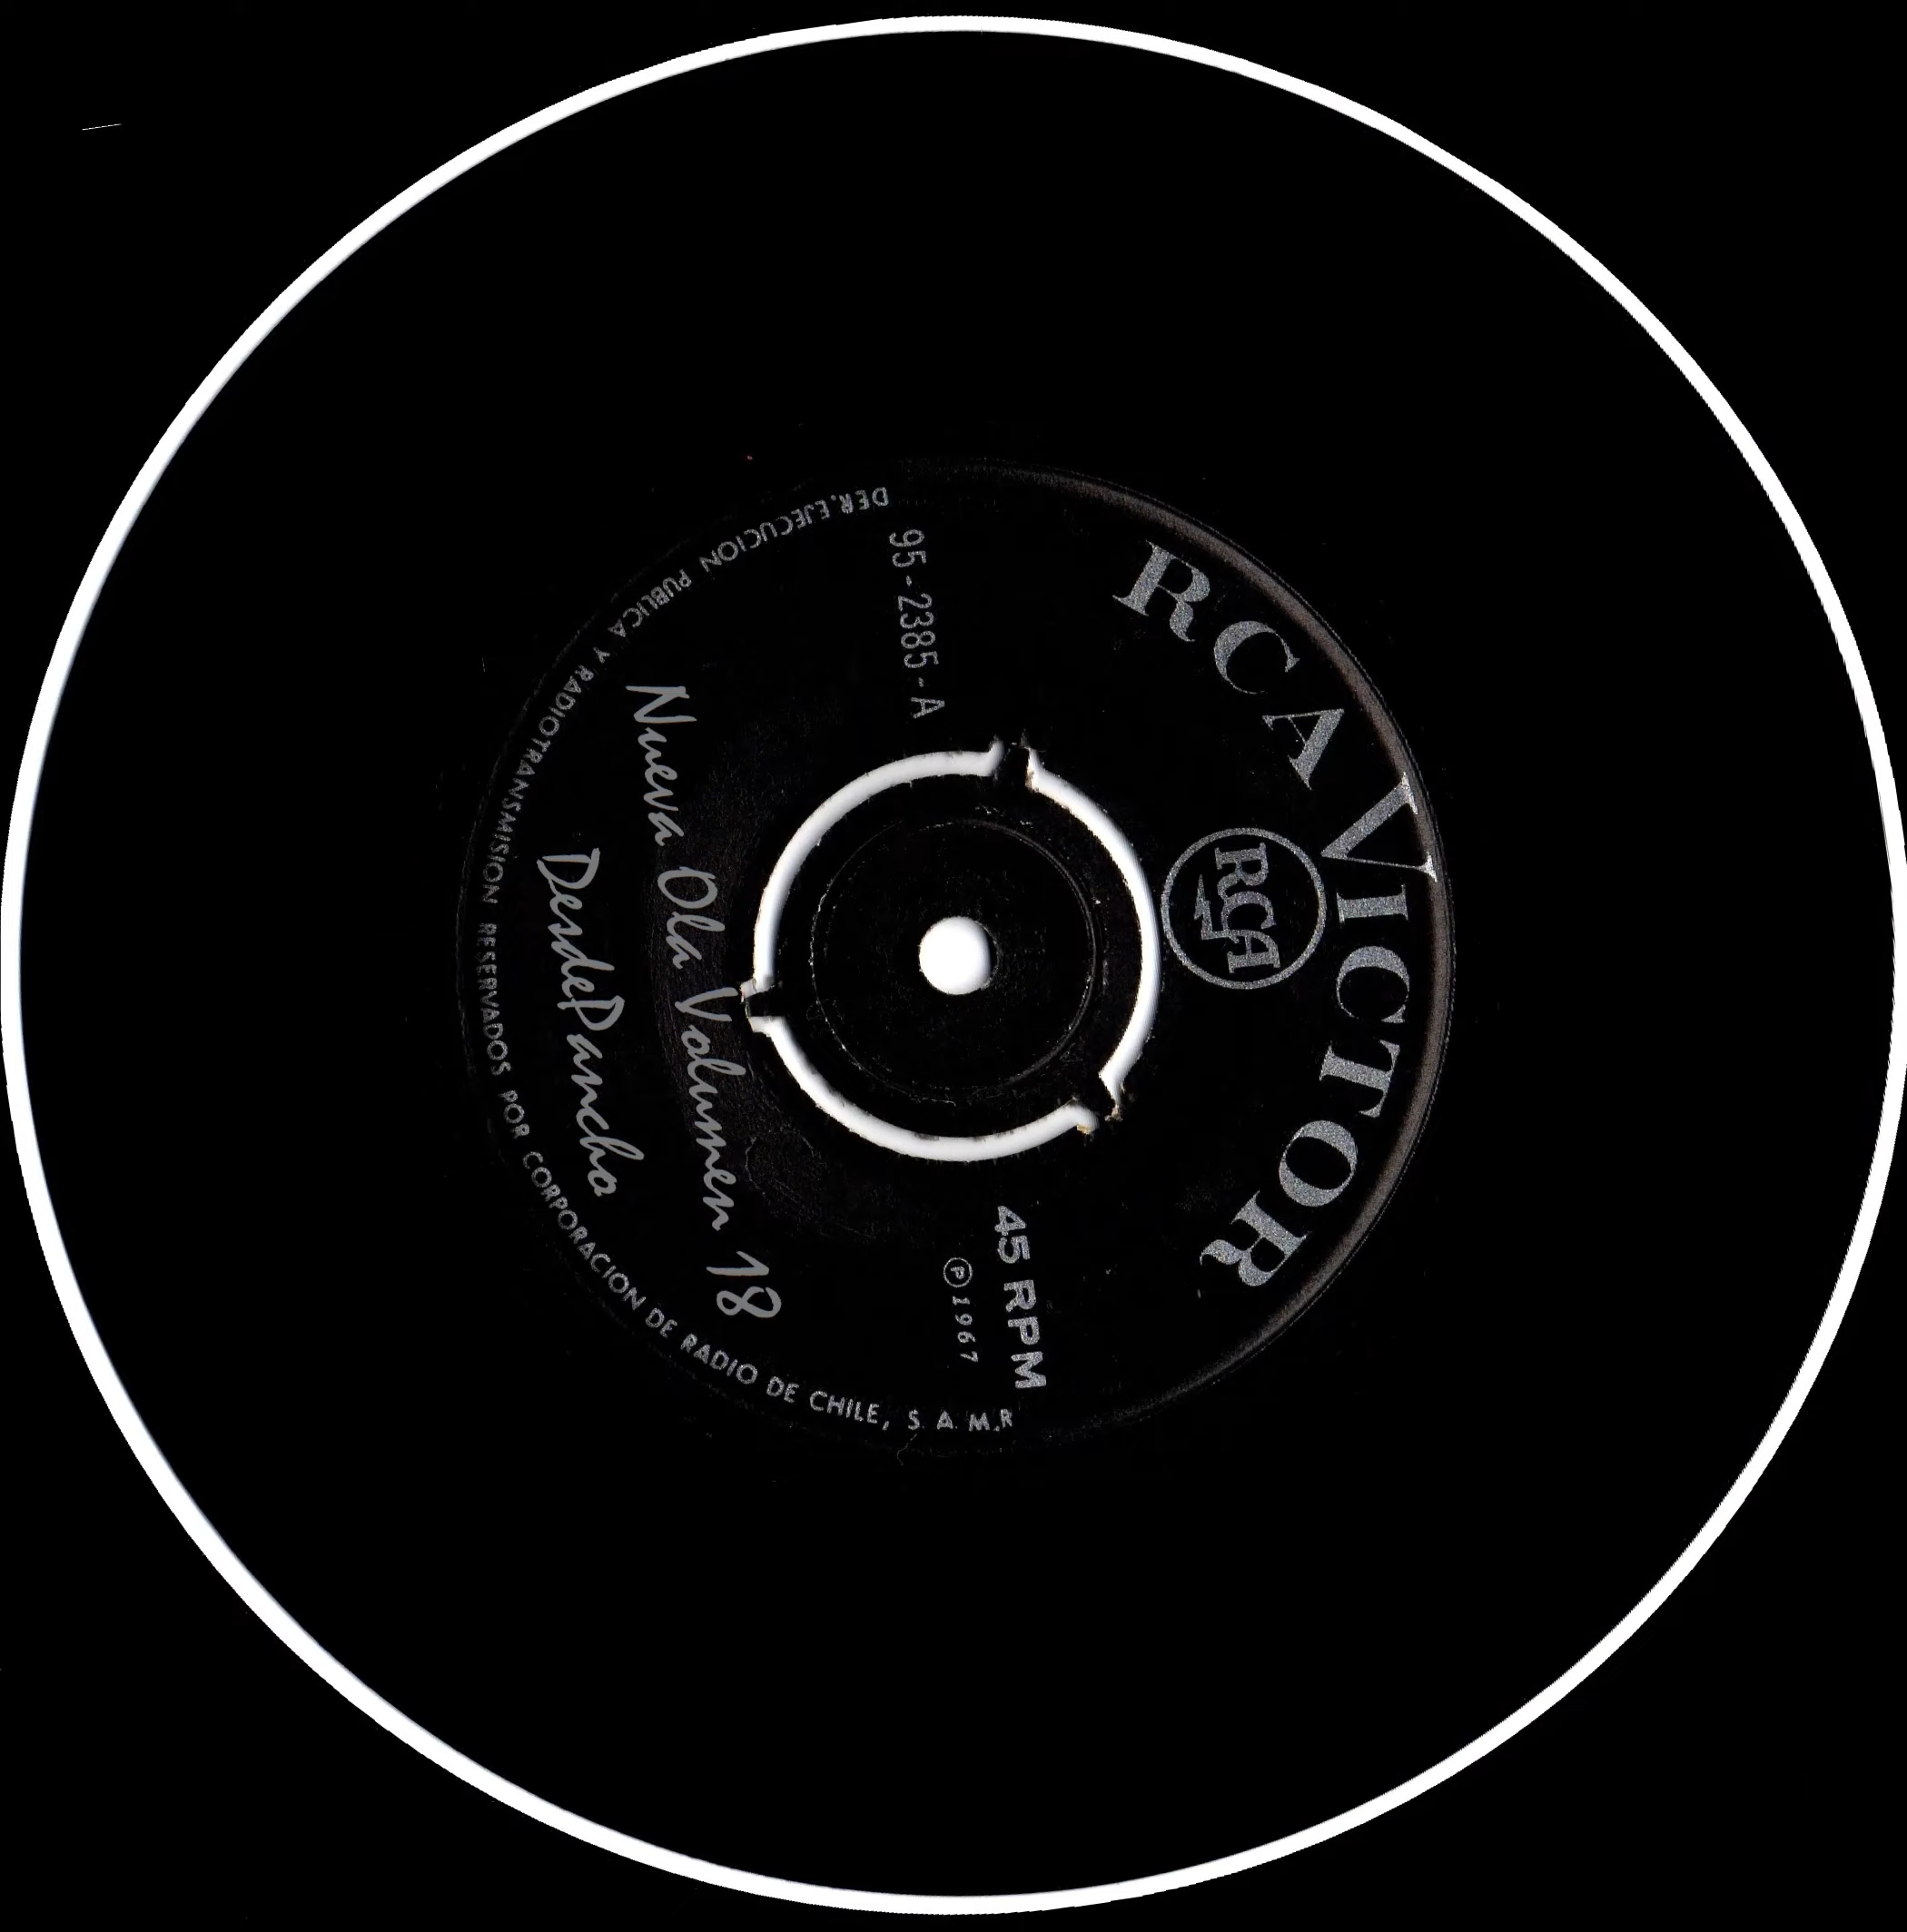 RCA VICTOR
RCA
95-2385-A
45 RPM
Ⓟ 1967
Nueva Ola Volumen 18
DesdePancho
DER. EJECUCION PUBLICA Y RADIOTRANSMISION RESERVADOS POR CORPORACION DE RADIO DE CHILE, S. A. M.R